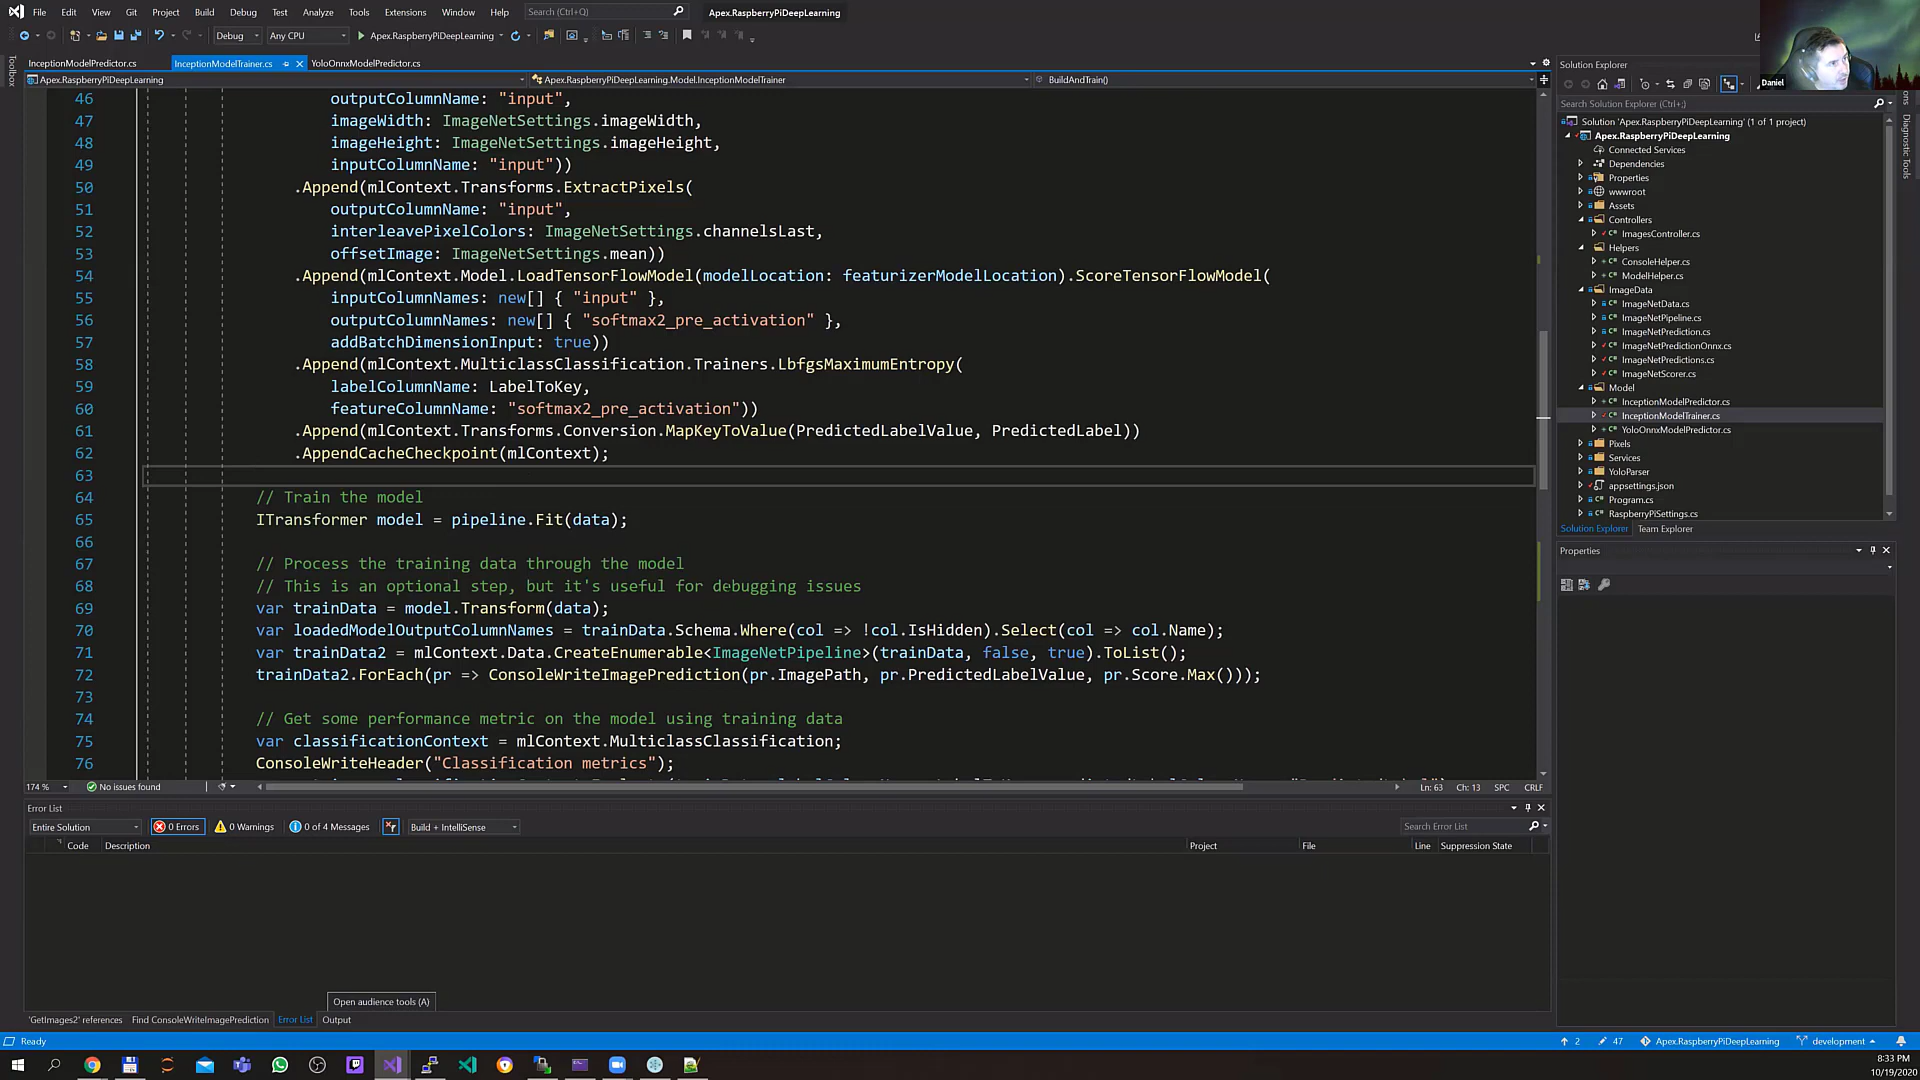 File Edit View Git Project Build Debug Test Analyze Tools Extensions Window Help Search (Ctrl+Q) Apex.RaspberryPiDeepLearning
Debug Any CPU Apex.RaspberryPiDeepLearning
Daniel
Toolbox
InceptionModelPredictor.cs InceptionModelTrainer.cs YoloOnnxModelPredictor.cs
Apex.RaspberryPiDeepLearning Apex.RaspberryPiDeepLearning.Model.InceptionModelTrainer BuildAndTrain()
46 outputColumnName: "input",
47 imageWidth: ImageNetSettings.imageWidth,
48 imageHeight: ImageNetSettings.imageHeight,
49 inputColumnName: "input"))
50 .Append(mlContext.Transforms.ExtractPixels(
51 outputColumnName: "input",
52 interleavePixelColors: ImageNetSettings.channelsLast,
53 offsetImage: ImageNetSettings.mean))
54 .Append(mlContext.Model.LoadTensorFlowModel(modelLocation: featurizerModelLocation).ScoreTensorFlowModel(
55 inputColumnNames: new[] { "input" },
56 outputColumnNames: new[] { "softmax2_pre_activation" },
57 addBatchDimensionInput: true))
58 .Append(mlContext.MulticlassClassification.Trainers.LbfgsMaximumEntropy(
59 labelColumnName: LabelToKey,
60 featureColumnName: "softmax2_pre_activation"))
61 .Append(mlContext.Transforms.Conversion.MapKeyToValue(PredictedLabelValue, PredictedLabel))
62 .AppendCacheCheckpoint(mlContext);
63
64 // Train the model
65 ITransformer model = pipeline.Fit(data);
66
67 // Process the training data through the model
68 // This is an optional step, but it's useful for debugging issues
69 var trainData = model.Transform(data);
70 var loadedModelOutputColumnNames = trainData.Schema.Where(col => !col.IsHidden).Select(col => col.Name);
71 var trainData2 = mlContext.Data.CreateEnumerable<ImageNetPipeline>(trainData, false, true).ToList();
72 trainData2.ForEach(pr => ConsoleWriteImagePrediction(pr.ImagePath, pr.PredictedLabelValue, pr.Score.Max()));
73
74 // Get some performance metric on the model using training data
75 var classificationContext = mlContext.MulticlassClassification;
76 ConsoleWriteHeader("Classification metrics");
174 % No issues found Ln: 63 Ch: 13 SPC CRLF
Error List
Entire Solution 0 Errors 0 Warnings 0 of 4 Messages Build + IntelliSense Search Error List
Code Description Project File Line Suppression State
Open audience tools (A)
'GetImages2' references Find ConsoleWriteImagePrediction Error List Output
Solution Explorer
Search Solution Explorer (Ctrl+;)
Solution 'Apex.RaspberryPiDeepLearning' (1 of 1 project)
Apex.RaspberryPiDeepLearning
Connected Services
Dependencies
Properties
wwwroot
Assets
Controllers
ImagesController.cs
Helpers
ConsoleHelper.cs
ModelHelper.cs
ImageData
ImageNetData.cs
ImageNetPipeline.cs
ImageNetPrediction.cs
ImageNetPredictionOnnx.cs
ImageNetPredictions.cs
ImageNetScorer.cs
Model
InceptionModelPredictor.cs
InceptionModelTrainer.cs
YoloOnnxModelPredictor.cs
Pixels
Services
YoloParser
appsettings.json
Program.cs
RaspberryPiSettings.cs
Solution Explorer Team Explorer
Properties
Diagnostic Tools
Ready 2 47 Apex.RaspberryPiDeepLearning development
8:33 PM
10/19/2020